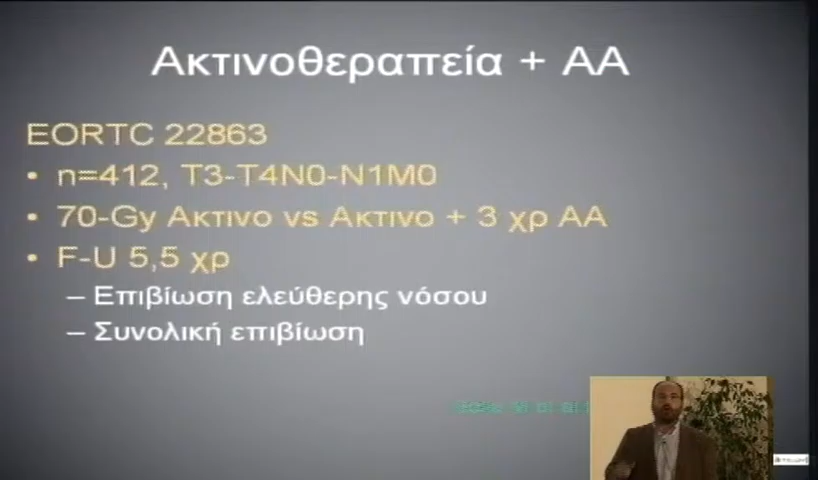 Ακτινοθεραπεία + ΑΑ
EORTC 22863
• n=412, T3-T4N0-N1M0
• 70-Gy Ακτινο vs Ακτινο + 3 χρ ΑΑ
• F-U 5,5 χρ
– Επιβίωση ελεύθερης νόσου
– Συνολική επιβίωση